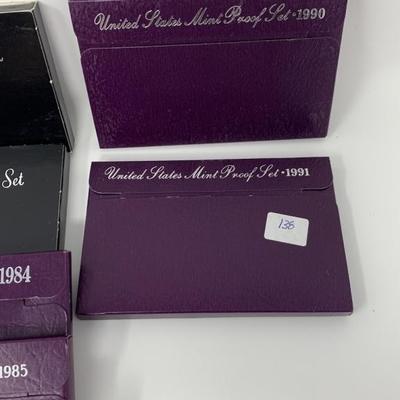 United States Mint Proof Set • 1990
Set
United States Mint Proof Set • 1991
136
1984
1985